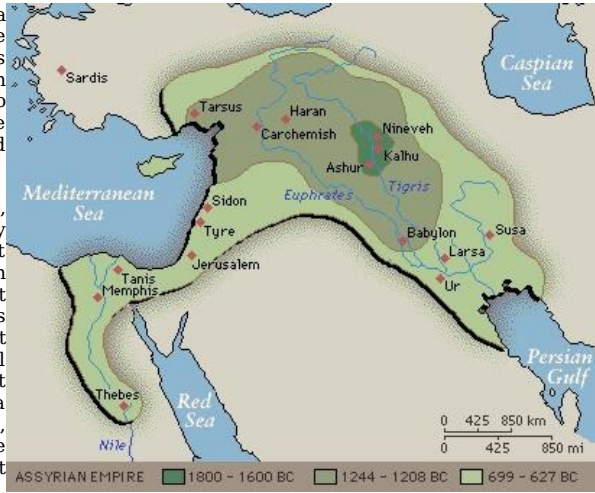 Caspian
Sea
Sardis
Tarsus
Haran
Carchemish
Nineveh
Kalhu
Ashur
Mediterranean
Sea
Euphrates
Tigris
Sidon
Tyre
Jerusalem
Babylon
Susa
Larsa
Ur
Tanis
Memphis
Persian
Gulf
Thebes
Red
Sea
Nile
0 425 850 km
0 425 850 mi
ASSYRIAN EMPIRE 1800 - 1600 BC 1244 - 1208 BC 699 - 627 BC